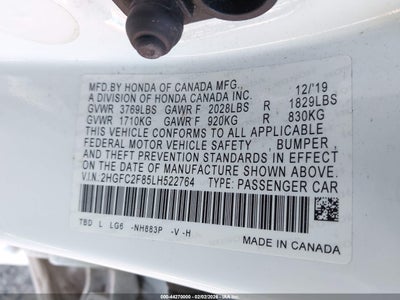 MFD.BY HONDA OF CANADA MFG., 12/'19
A DIVISION OF HONDA CANADA INC.
GVWR 3769LBS GAWR F 2028LBS R 1829LBS
GVWR 1710KG GAWR F 920KG R 830KG
THIS VEHICLE CONFORMS TO ALL APPLICABLE
FEDERAL MOTOR VEHICLE SAFETY, BUMPER,
AND THEFT PREVENTION STANDARDS IN EFFECT
ON THE DATE OF MANUFACTURE SHOWN ABOVE.
V.I.N. 2HGFC2F85LH522764 TYPE: PASSENGER CAR
TBD L LG6 -NH883P -V -H
MADE IN CANADA